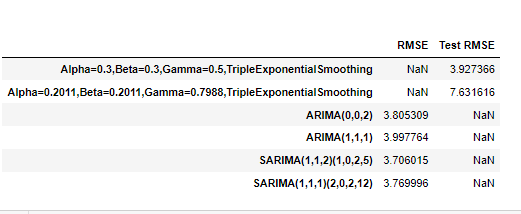 RMSE Test RMSE
Alpha=0.3,Beta=0.3,Gamma=0.5,TripleExponentialSmoothing NaN 3.927366
Alpha=0.2011,Beta=0.2011,Gamma=0.7988,TripleExponentialSmoothing NaN 7.631616
ARIMA(0,0,2) 3.805309 NaN
ARIMA(1,1,1) 3.997764 NaN
SARIMA(1,1,2)(1,0,2,5) 3.706015 NaN
SARIMA(1,1,1)(2,0,2,12) 3.769996 NaN